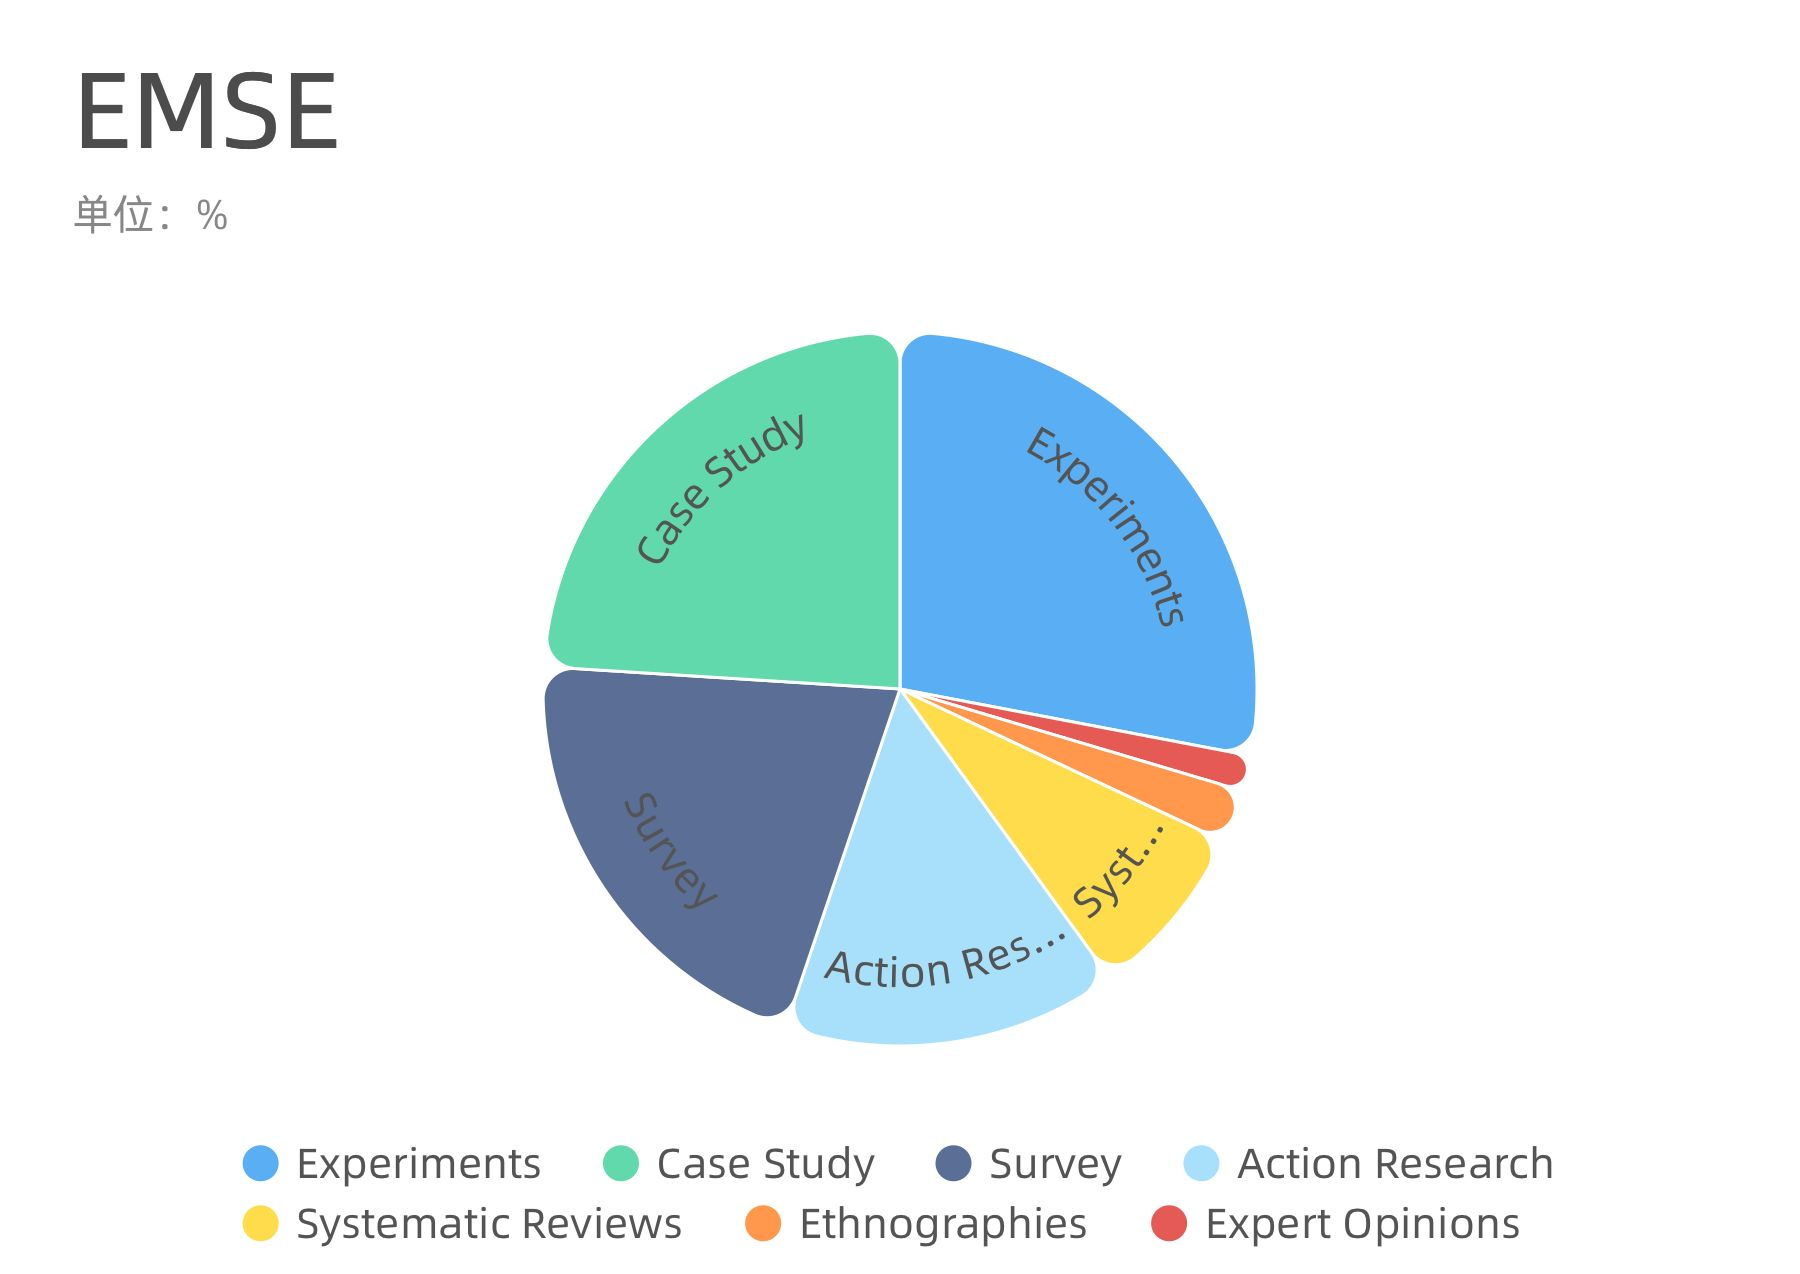 EMSE
单位：%
Case Study
Experiments
Survey
Action Res...
Syst...
Experiments Case Study Survey Action Research
Systematic Reviews Ethnographies Expert Opinions